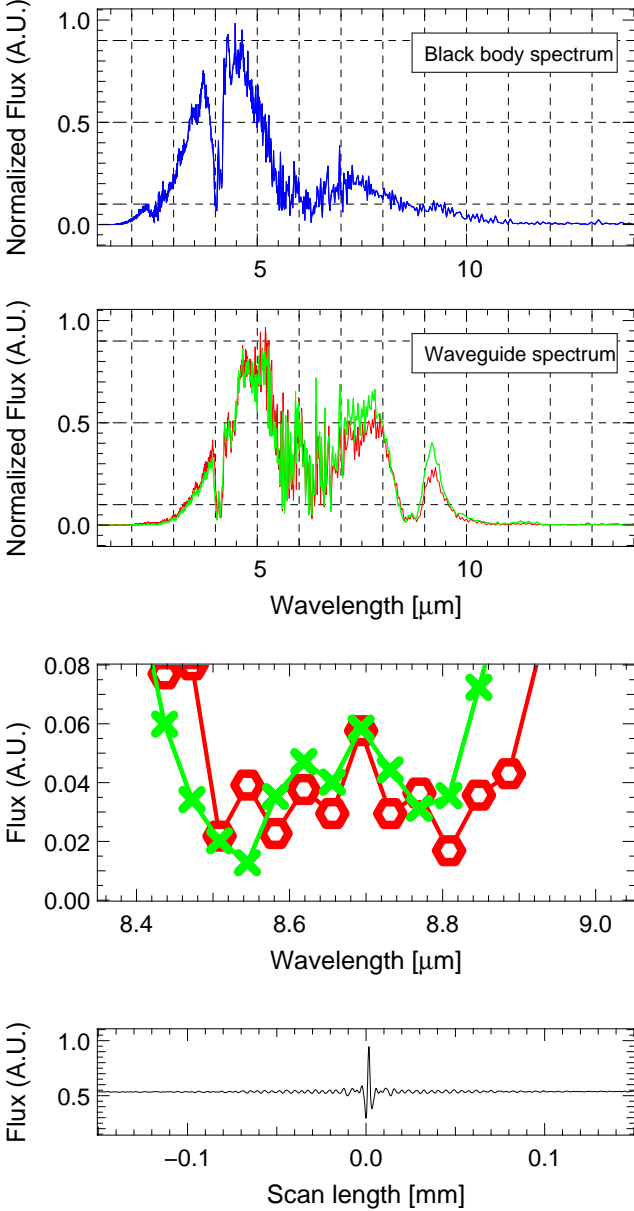 Normalized Flux (A.U.)
1.0
0.5
0.0
Black body spectrum
5
10
Normalized Flux (A.U.)
1.0
0.5
0.0
Waveguide spectrum
5
10
Wavelength [μm]
Flux (A.U.)
0.08
0.06
0.04
0.02
0.00
8.4
8.6
8.8
9.0
Wavelength [μm]
Flux (A.U.)
1.0
0.5
−0.1
0.0
0.1
Scan length [mm]